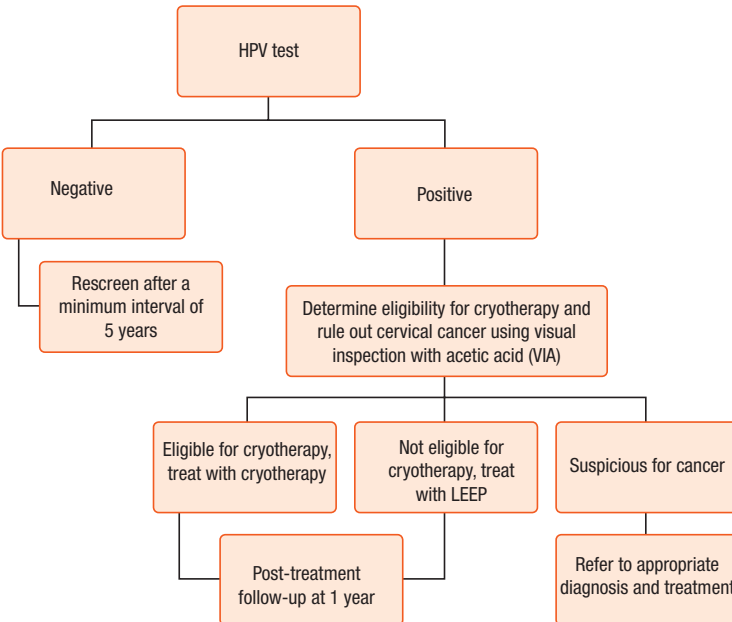 HPV test
Negative
Positive
Rescreen after a
minimum interval of
5 years
Determine eligibility for cryotherapy and
rule out cervical cancer using visual
inspection with acetic acid (VIA)
Eligible for cryotherapy,
treat with cryotherapy
Not eligible for
cryotherapy, treat
with LEEP
Suspicious for cancer
Post-treatment
follow-up at 1 year
Refer to appropriate
diagnosis and treatment